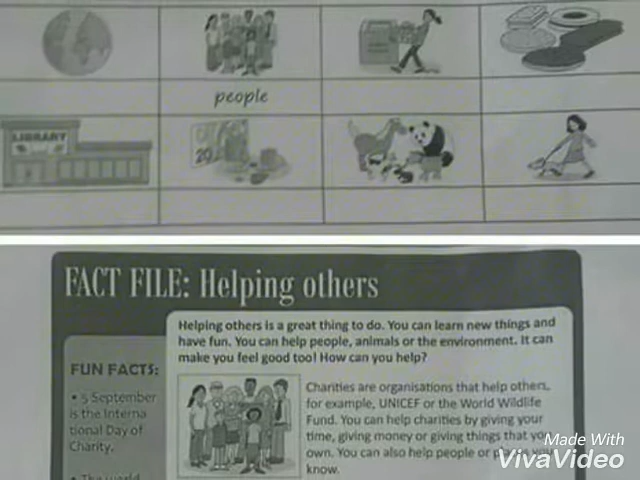 people
LIBRARY
20
FACT FILE: Helping others
Helping others is a great thing to do. You can learn new things and
have fun. You can help people, animals or the environment. It can
make you feel good too! How can you help?
FUN FACTS:
• 5 September
is the Interna
tional Day of
Charity.
• The world
Charities are organisations that help others,
for example, UNICEF or the World Wildlife
Fund. You can help charities by giving your
time, giving money or giving things that you
own. You can also help people or
know.
Made With
VivaVideo